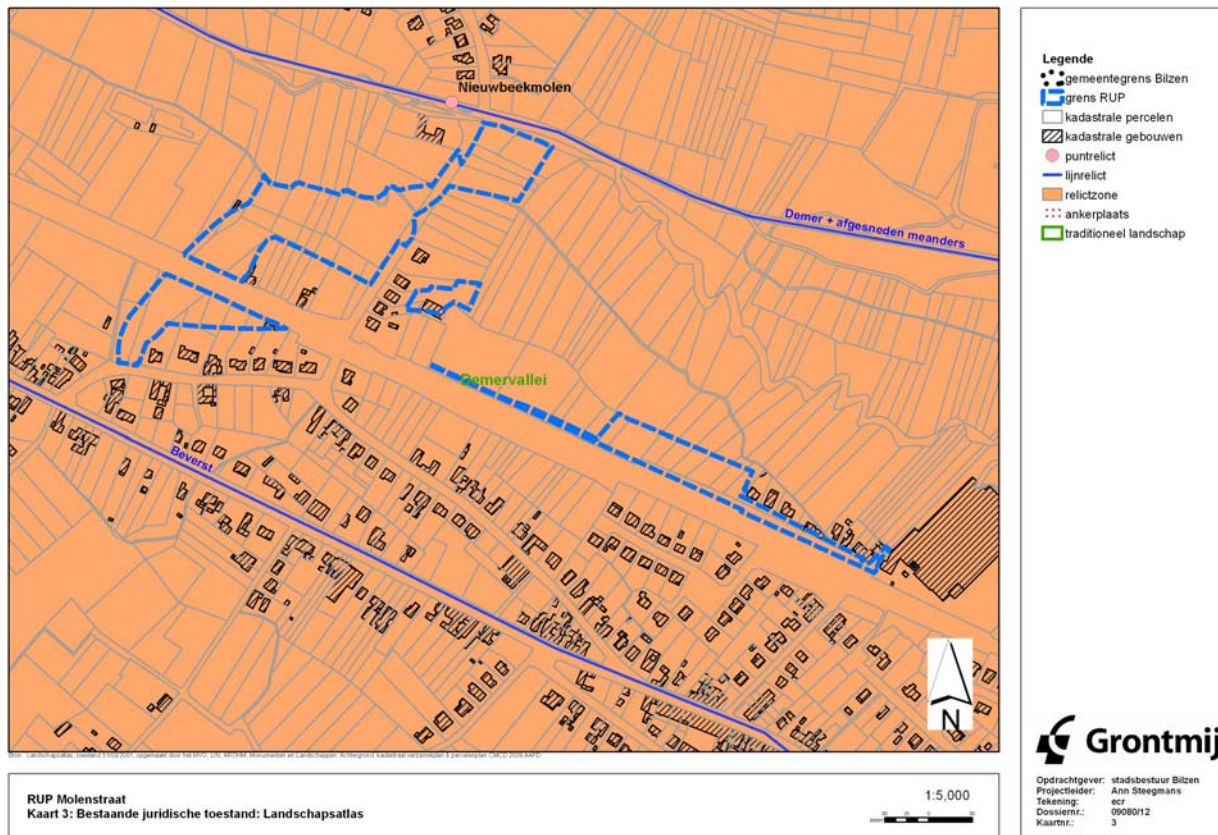 Nieuwbeekmolen
Demer + afgesneden meanders
Demervallei
Beverst
N
Legende
gemeentegrens Bilzen
grens RUP
kadastrale percelen
kadastrale gebouwen
puntrelict
lijnrelict
relictzone
ankerplaats
traditioneel landschap
RUP Molenstraat
Kaart 3: Bestaande juridische toestand: Landschapsatlas
1:5,000
Grontmij
Opdrachtgever: stadsbestuur Bilzen
Projectleider: Ann Steegmans
Tekening: ecr
Dossiernr.: 09080/12
Kaartnr.: 3